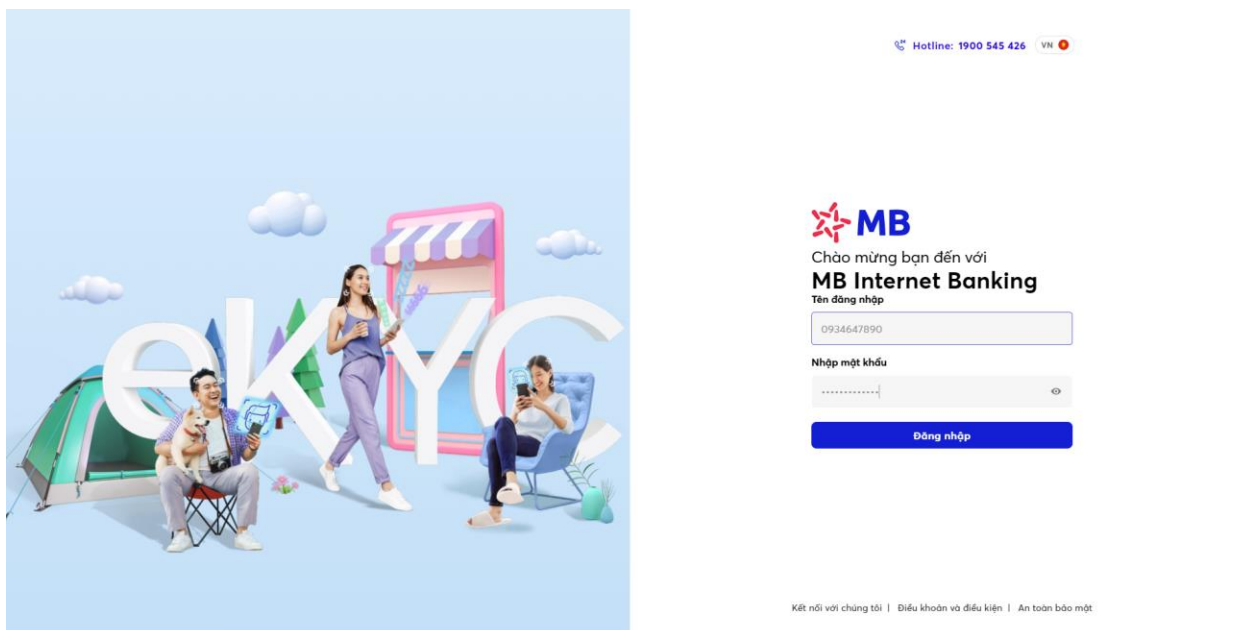 Hotline: 1900 545 426 VN
eKYC
MB
Chào mừng bạn đến với
MB Internet Banking
Tên đăng nhập
0934647890
Nhập mật khẩu
Đăng nhập
Kết nối với chúng tôi | Điều khoản và điều kiện | An toàn bảo mật